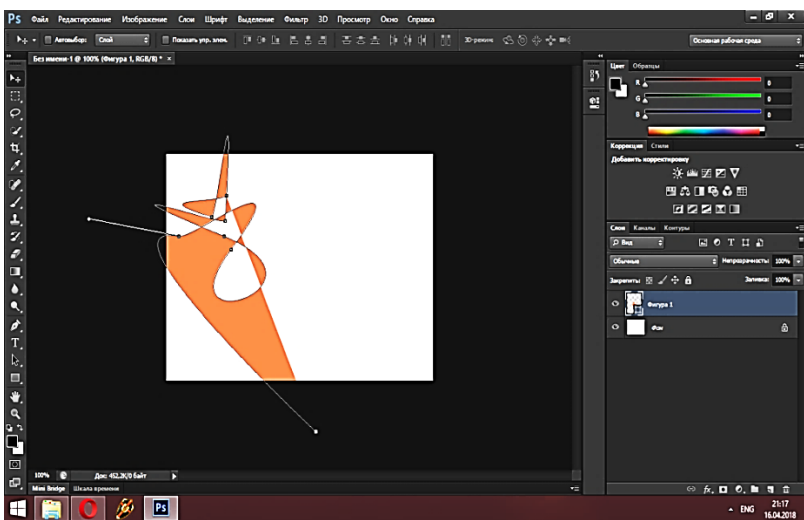 Ps Файл Редактирование Изображение Слои Шрифт Выделение Фильтр 3D Просмотр Окно Справка
Автовыбор: Слой Показать упр. элем. 3D-режим: Основная рабочая среда
Без имени-1 @ 100% (Фигура 1, RGB/8) * ×
Цвет Образцы
R 0
G 0
B 0
Коррекция Стили
Добавить корректировку
Слои Каналы Контуры
Вид
Обычные Непрозрачность: 100%
Закрепить: Заливка: 100%
Фигура 1
Фон
100% Док: 452,2K/0 байт
Mini Bridge Шкала времени
fx
Ps ENG 21:17
16.04.2018